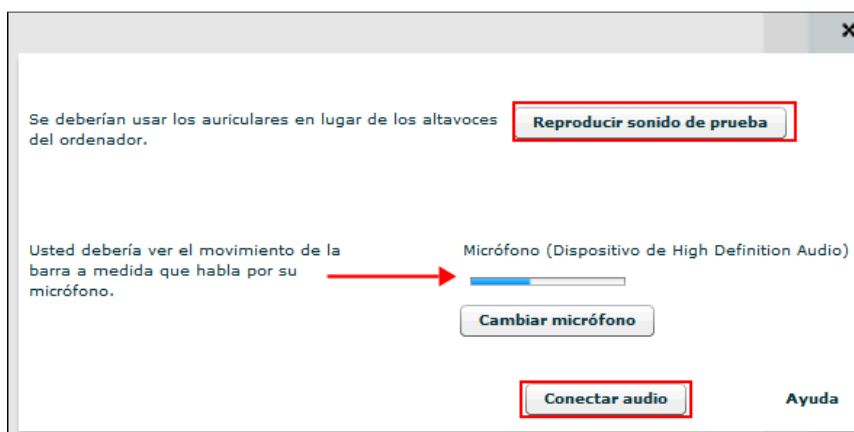 x
Se deberían usar los auriculares en lugar de los altavoces
del ordenador.
Reproducir sonido de prueba
Usted debería ver el movimiento de la
barra a medida que habla por su
micrófono.
Micrófono (Dispositivo de High Definition Audio)
Cambiar micrófono
Conectar audio
Ayuda